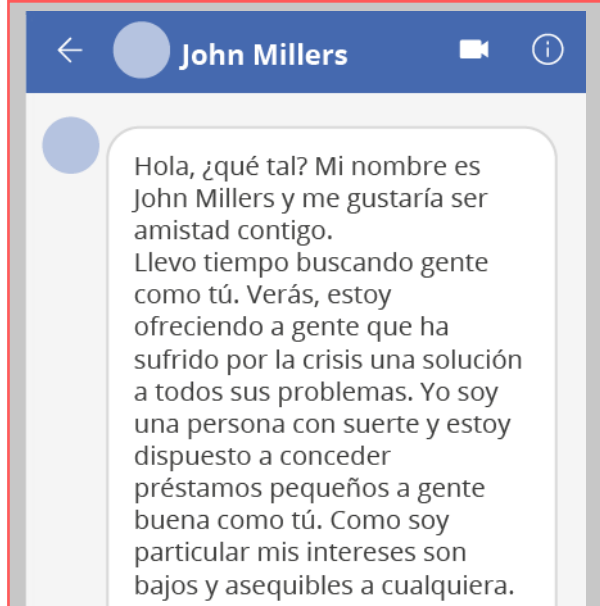 John Millers
Hola, ¿qué tal? Mi nombre es
John Millers y me gustaría ser
amistad contigo.
Llevo tiempo buscando gente
como tú. Verás, estoy
ofreciendo a gente que ha
sufrido por la crisis una solución
a todos sus problemas. Yo soy
una persona con suerte y estoy
dispuesto a conceder
préstamos pequeños a gente
buena como tú. Como soy
particular mis intereses son
bajos y asequibles a cualquiera.